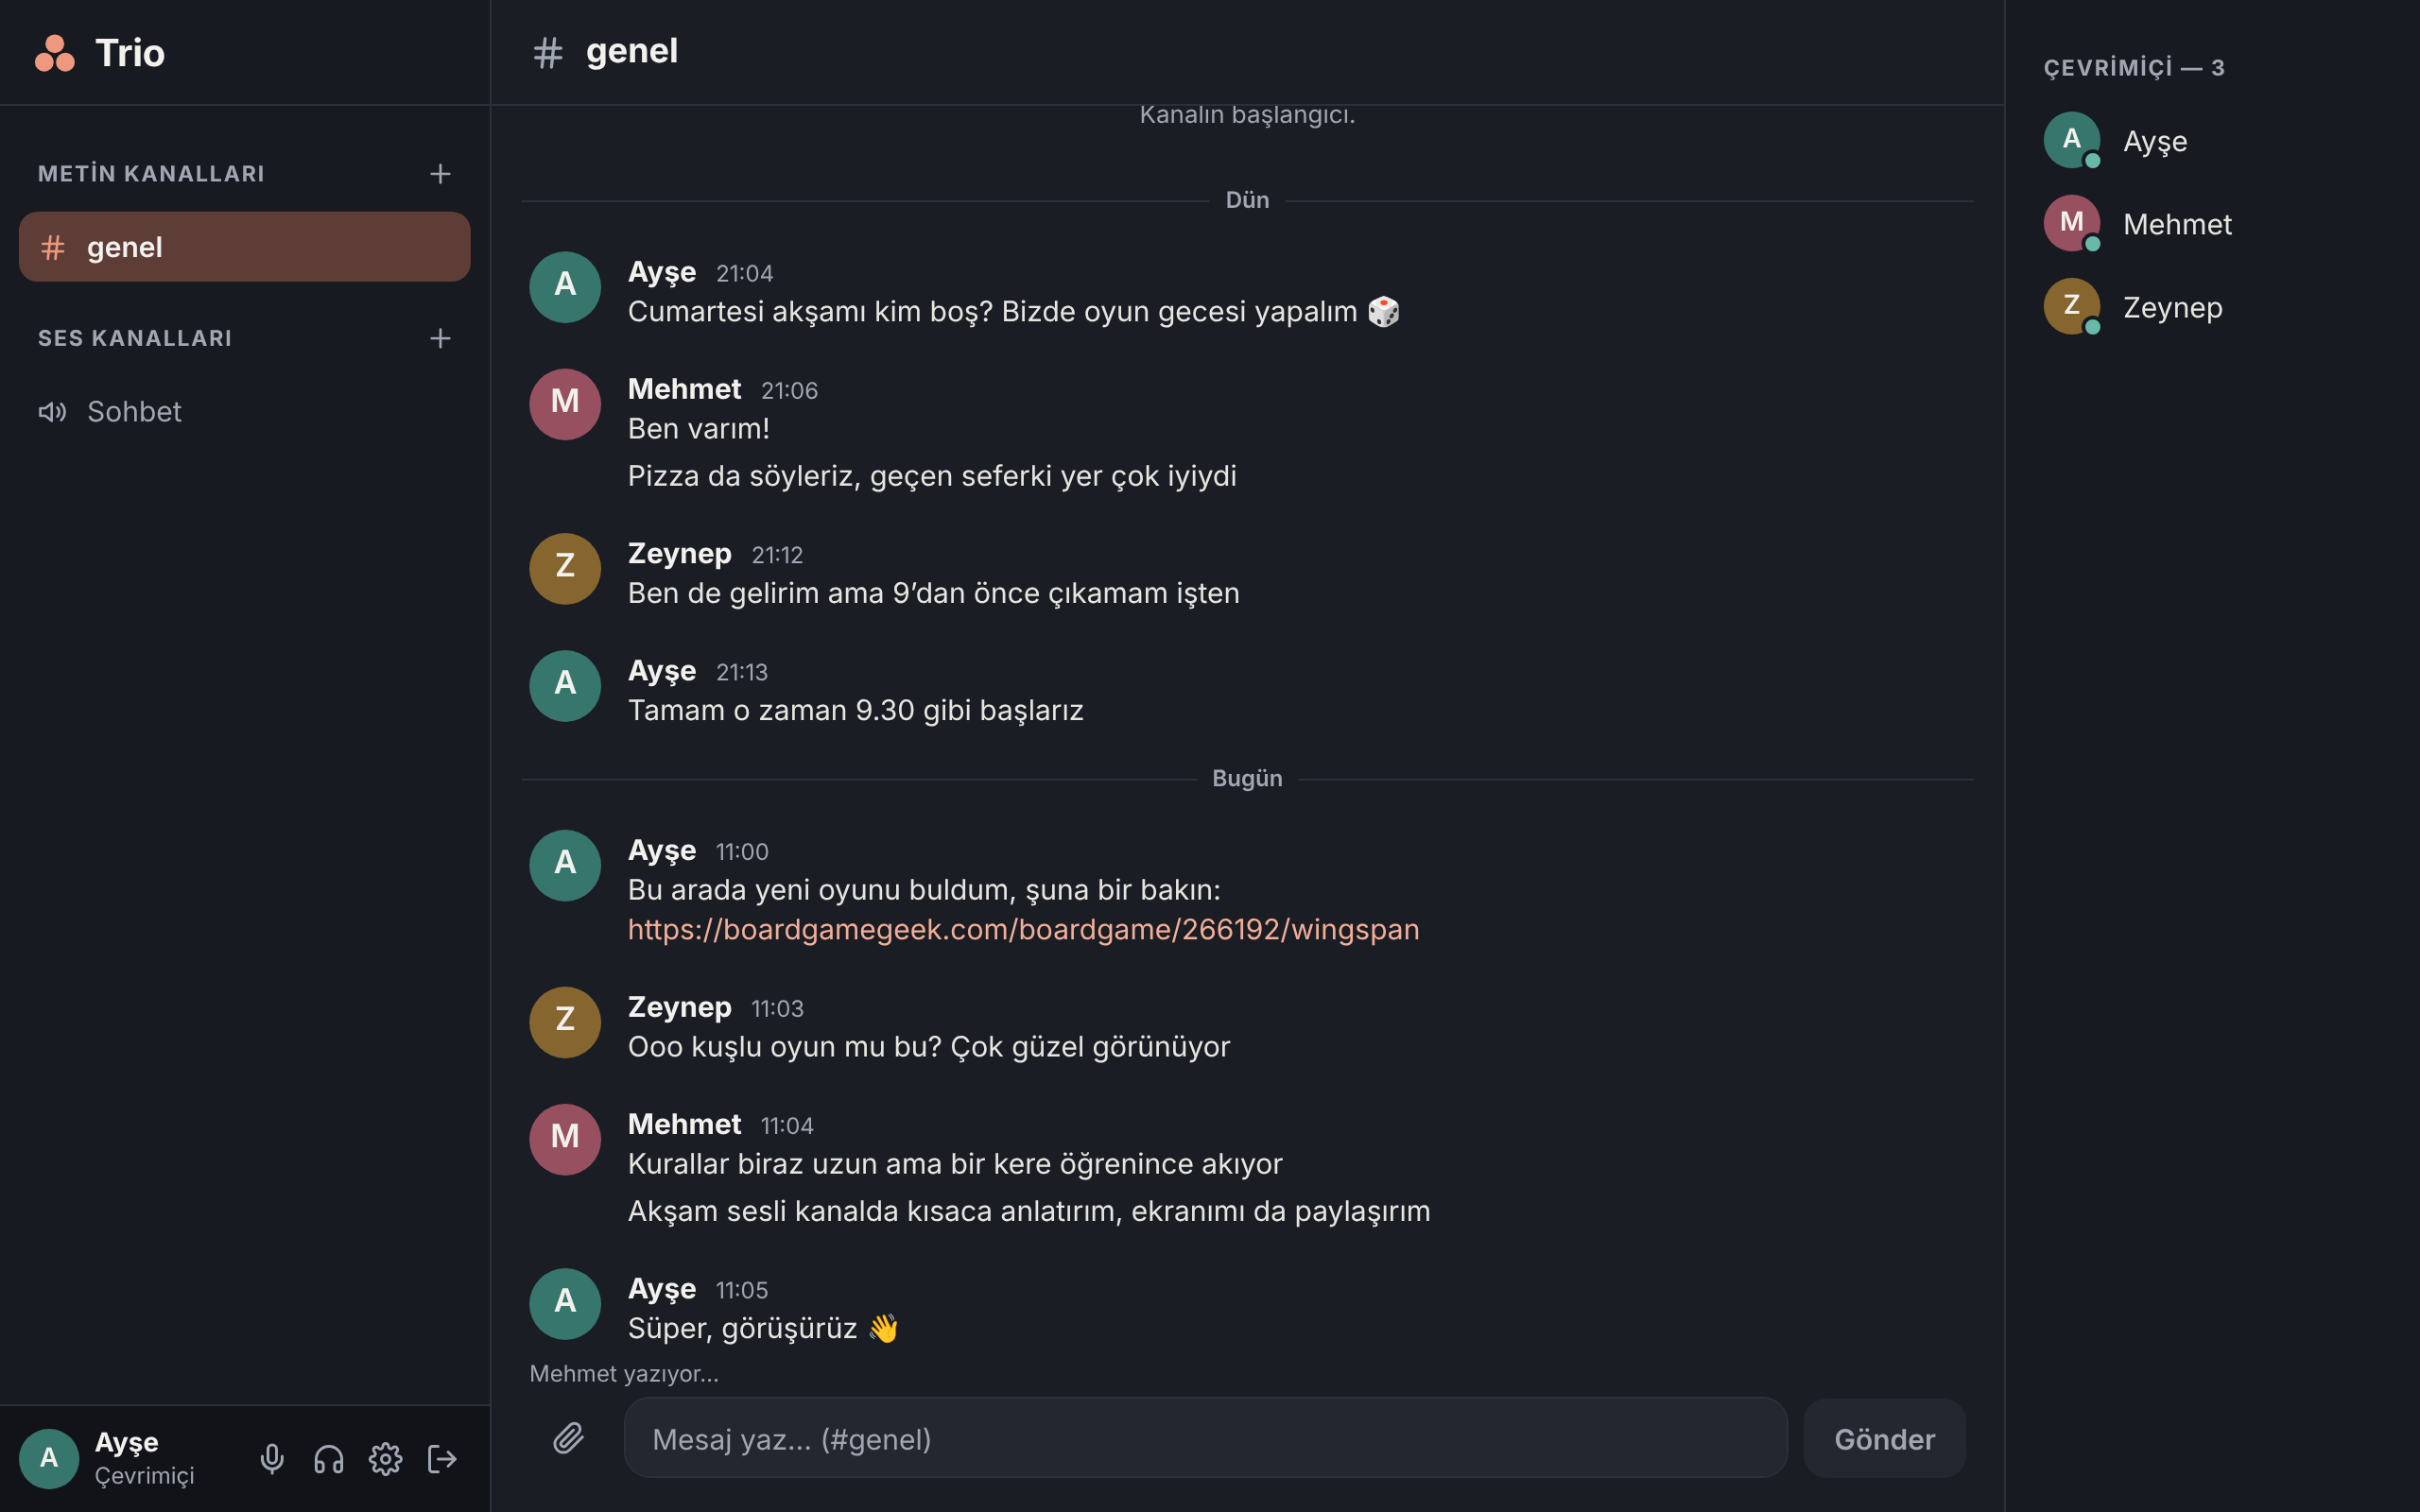 Trio
METİN KANALLARI
# genel
SES KANALLARI
Sohbet
A
Ayşe
Çevrimiçi
# genel
Kanalın başlangıcı.
Dün
A
Ayşe 21:04
Cumartesi akşamı kim boş? Bizde oyun gecesi yapalım 🎲
M
Mehmet 21:06
Ben varım!
Pizza da söyleriz, geçen seferki yer çok iyiydi
Z
Zeynep 21:12
Ben de gelirim ama 9’dan önce çıkamam işten
A
Ayşe 21:13
Tamam o zaman 9.30 gibi başlarız
Bugün
A
Ayşe 11:00
Bu arada yeni oyunu buldum, şuna bir bakın:
https://boardgamegeek.com/boardgame/266192/wingspan
Z
Zeynep 11:03
Ooo kuşlu oyun mu bu? Çok güzel görünüyor
M
Mehmet 11:04
Kurallar biraz uzun ama bir kere öğrenince akıyor
Akşam sesli kanalda kısaca anlatırım, ekranımı da paylaşırım
A
Ayşe 11:05
Süper, görüşürüz 👋
Mehmet yazıyor...
Mesaj yaz... (#genel)
Gönder
ÇEVRİMİÇİ — 3
A
Ayşe
M
Mehmet
Z
Zeynep